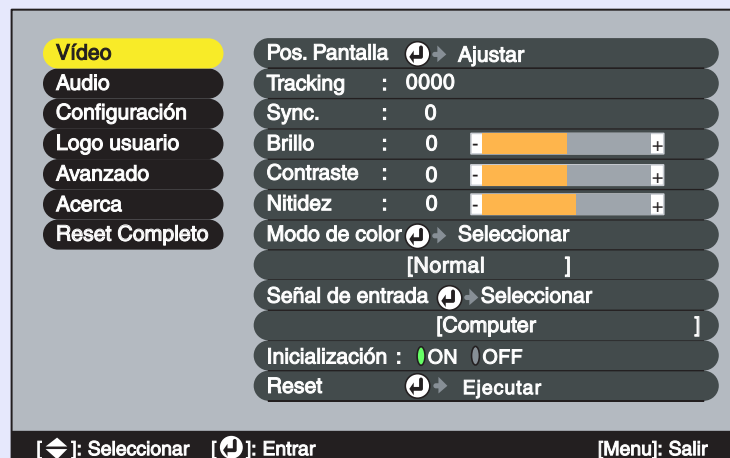 Vídeo
Audio
Configuración
Logo usuario
Avanzado
Acerca
Reset Completo
Pos. Pantalla Ajustar
Tracking : 0000
Sync. : 0
Brillo : 0 - +
Contraste : 0 - +
Nitidez : 0 - +
Modo de color Seleccionar
[Normal ]
Señal de entrada Seleccionar
[Computer ]
Inicialización : ON OFF
Reset Ejecutar
[ ]: Seleccionar [ ]: Entrar [Menu]: Salir